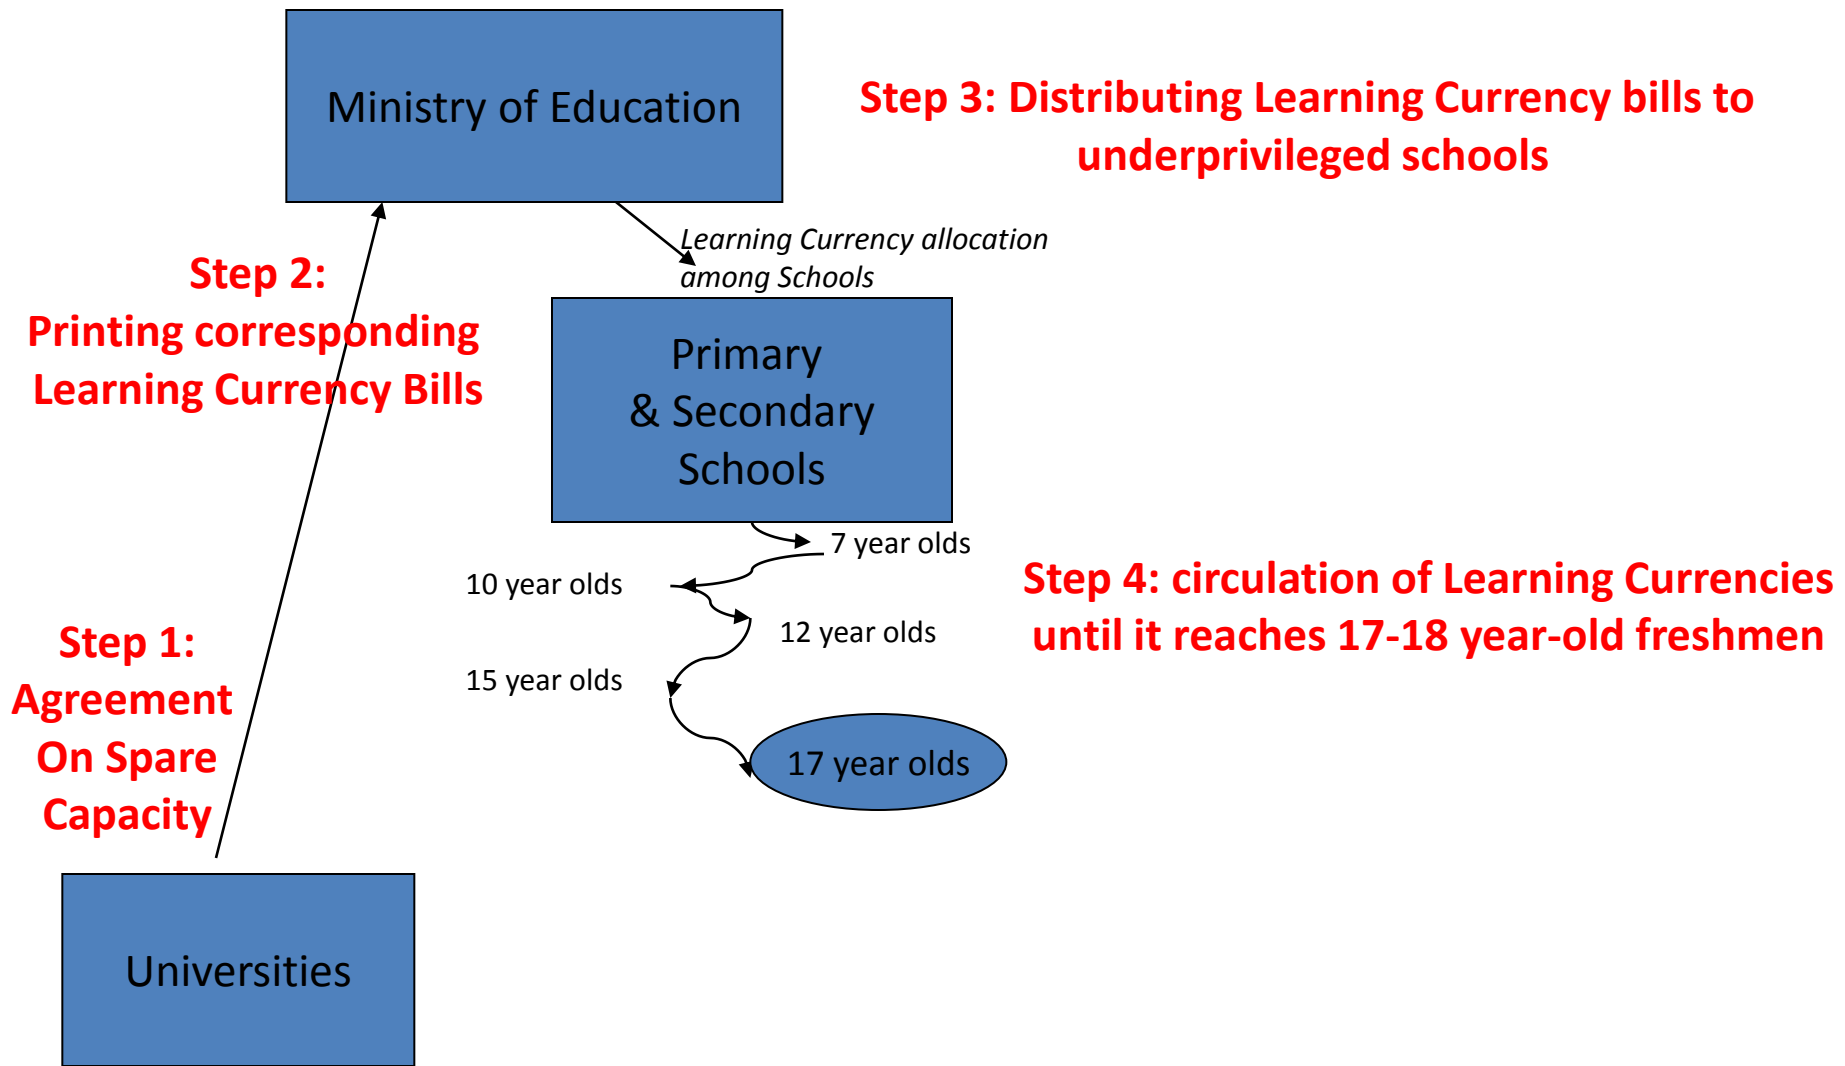 Ministry of Education
Step 3: Distributing Learning Currency bills to
underprivileged schools
Learning Currency allocation
among Schools
Step 2:
Printing corresponding
Learning Currency Bills
Primary
& Secondary
Schools
7 year olds
10 year olds
12 year olds
15 year olds
17 year olds
Step 4: circulation of Learning Currencies
until it reaches 17-18 year-old freshmen
Step 1:
Agreement
On Spare
Capacity
Universities